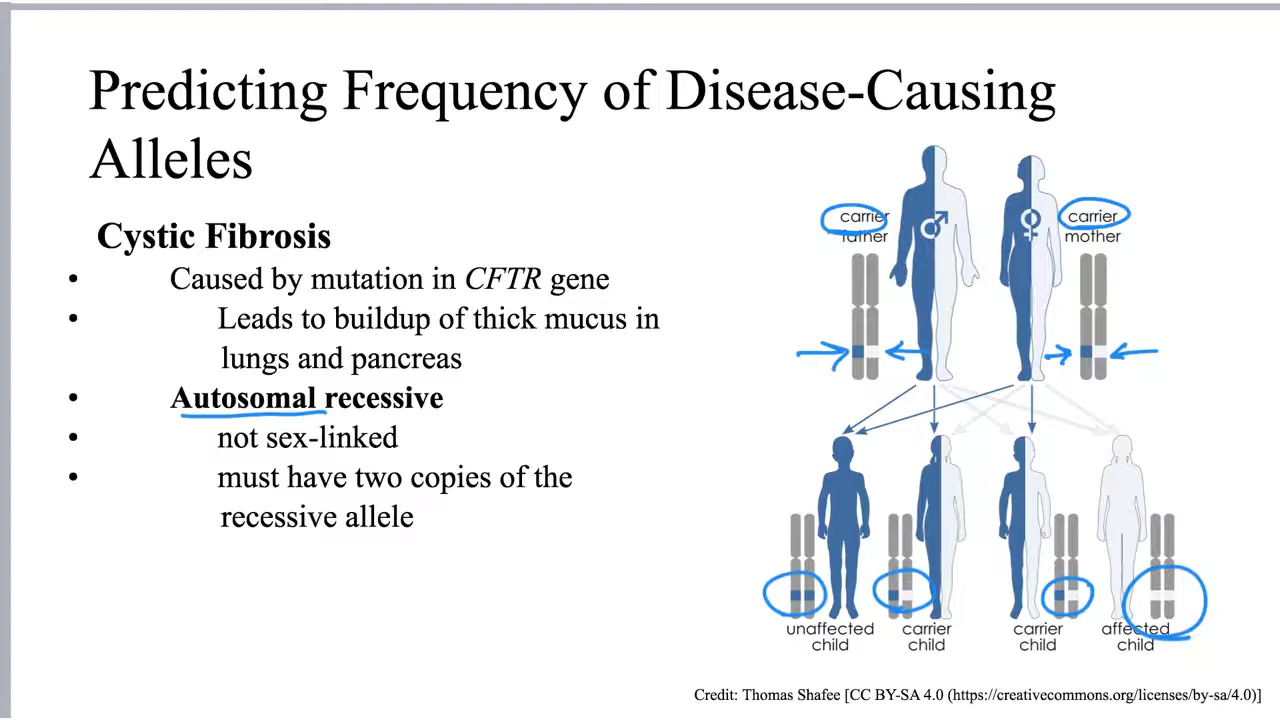 Predicting Frequency of Disease-Causing
Alleles
Cystic Fibrosis
• Caused by mutation in CFTR gene
• Leads to buildup of thick mucus in
lungs and pancreas
• Autosomal recessive
• not sex-linked
• must have two copies of the
recessive allele
carrier
father
carrier
mother
unaffected
child
carrier
child
carrier
child
affected
child
Credit: Thomas Shafee [CC BY-SA 4.0 (https://creativecommons.org/licenses/by-sa/4.0)]